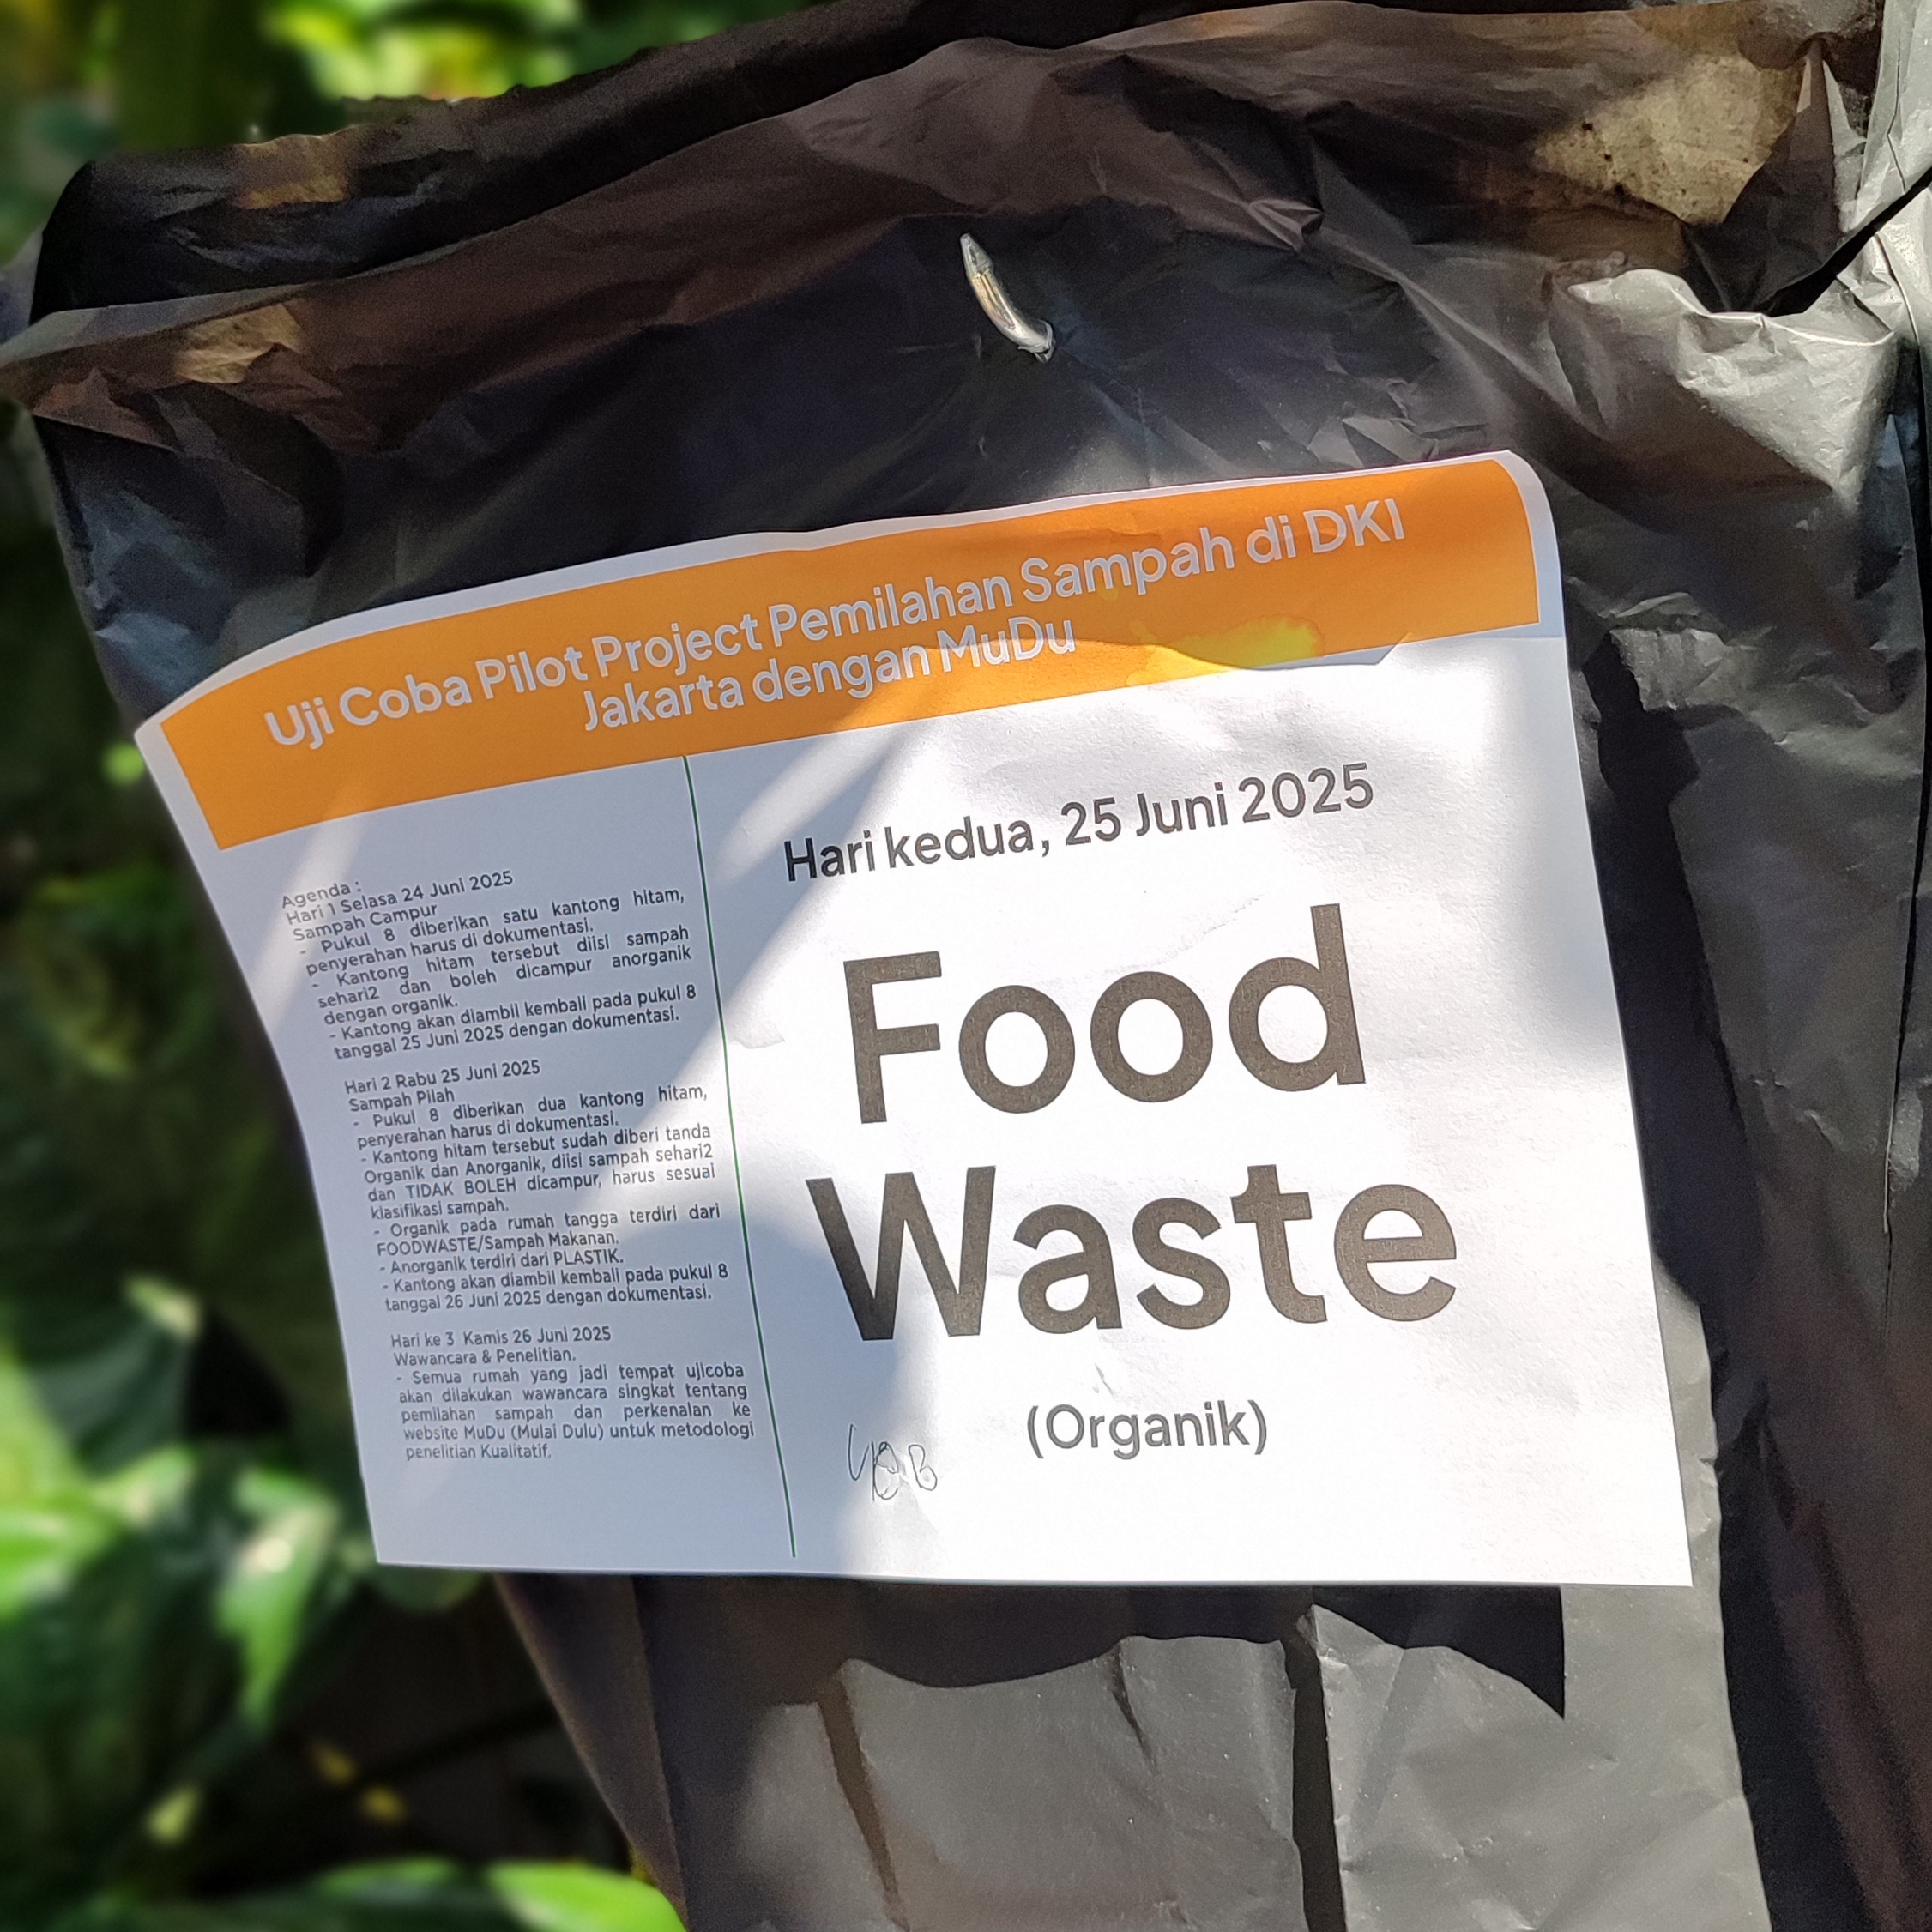 Uji Coba Pilot Project Pemilahan Sampah di DKI
Jakarta dengan MuDu
Agenda :
Hari 1 Selasa 24 Juni 2025
Sampah Campur
- Pukul 8 diberikan satu kantong hitam,
penyerahan harus di dokumentasi.
- Kantong hitam tersebut diisi sampah
sehari2 dan boleh dicampur anorganik
dengan organik.
- Kantong akan diambil kembali pada pukul 8
tanggal 25 Juni 2025 dengan dokumentasi.
Hari 2 Rabu 25 Juni 2025
Sampah Pilah
- Pukul 8 diberikan dua kantong hitam,
penyerahan harus di dokumentasi.
- Kantong hitam tersebut sudah diberi tanda
Organik dan Anorganik, diisi sampah sehari2
dan TIDAK BOLEH dicampur, harus sesuai
klasifikasi sampah.
- Organik pada rumah tangga terdiri dari
FOODWASTE/Sampah Makanan.
- Anorganik terdiri dari PLASTIK.
- Kantong akan diambil kembali pada pukul 8
tanggal 26 Juni 2025 dengan dokumentasi.
Hari ke 3 Kamis 26 Juni 2025
Wawancara & Penelitian.
- Semua rumah yang jadi tempat ujicoba
akan dilakukan wawancara singkat tentang
pemilahan sampah dan perkenalan ke
website MuDu (Mulai Dulu) untuk metodologi
penelitian Kualitatif.
Hari kedua, 25 Juni 2025
Food
Waste
(Organik)